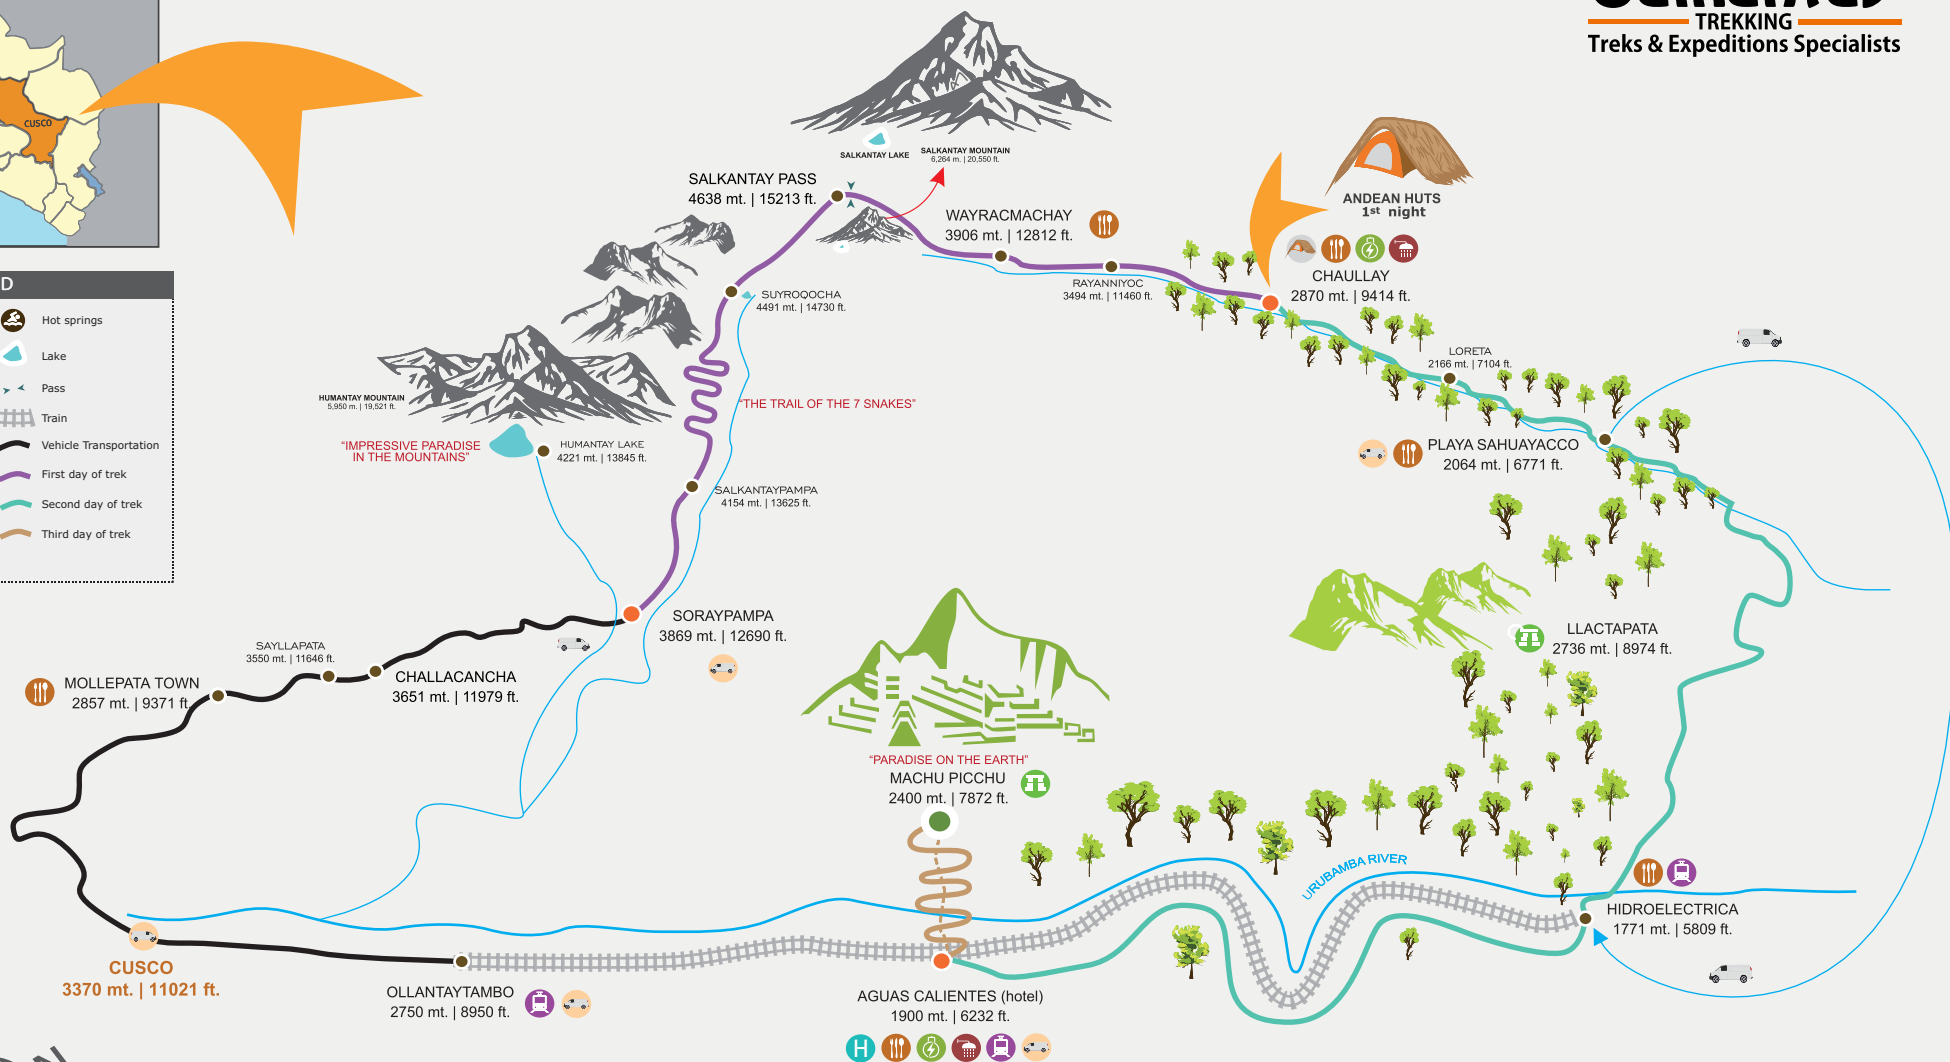 TREKKING
Treks & Expeditions Specialists
CUSCO
D
Hot springs
Lake
Pass
Train
Vehicle Transportation
First day of trek
Second day of trek
Third day of trek
SALKANTAY LAKE
SALKANTAY MOUNTAIN
6,264 m. | 20,550 ft.
SALKANTAY PASS
4638 mt. | 15213 ft.
WAYRACMACHAY
3906 mt. | 12812 ft.
RAYANNIYOC
3494 mt. | 11460 ft.
ANDEAN HUTS
1st night
CHAULLAY
2870 mt. | 9414 ft.
SUYROQOCHA
4491 mt. | 14730 ft.
LORETA
2166 mt. | 7104 ft.
HUMANTAY MOUNTAIN
5,950 m. | 19,521 ft.
"THE TRAIL OF THE 7 SNAKES"
“IMPRESSIVE PARADISE
IN THE MOUNTAINS”
HUMANTAY LAKE
4221 mt. | 13845 ft.
PLAYA SAHUAYACCO
2064 mt. | 6771 ft.
SALKANTAYPAMPA
4154 mt. | 13625 ft.
SORAYPAMPA
3869 mt. | 12690 ft.
LLACTAPATA
2736 mt. | 8974 ft.
SAYLLAPATA
3550 mt. | 11646 ft.
CHALLACANCHA
3651 mt. | 11979 ft.
MOLLEPATA TOWN
2857 mt. | 9371 ft.
“PARADISE ON THE EARTH”
MACHU PICCHU
2400 mt. | 7872 ft.
URUBAMBA RIVER
HIDROELECTRICA
1771 mt. | 5809 ft.
CUSCO
3370 mt. | 11021 ft.
OLLANTAYTAMBO
2750 mt. | 8950 ft.
AGUAS CALIENTES (hotel)
1900 mt. | 6232 ft.
H